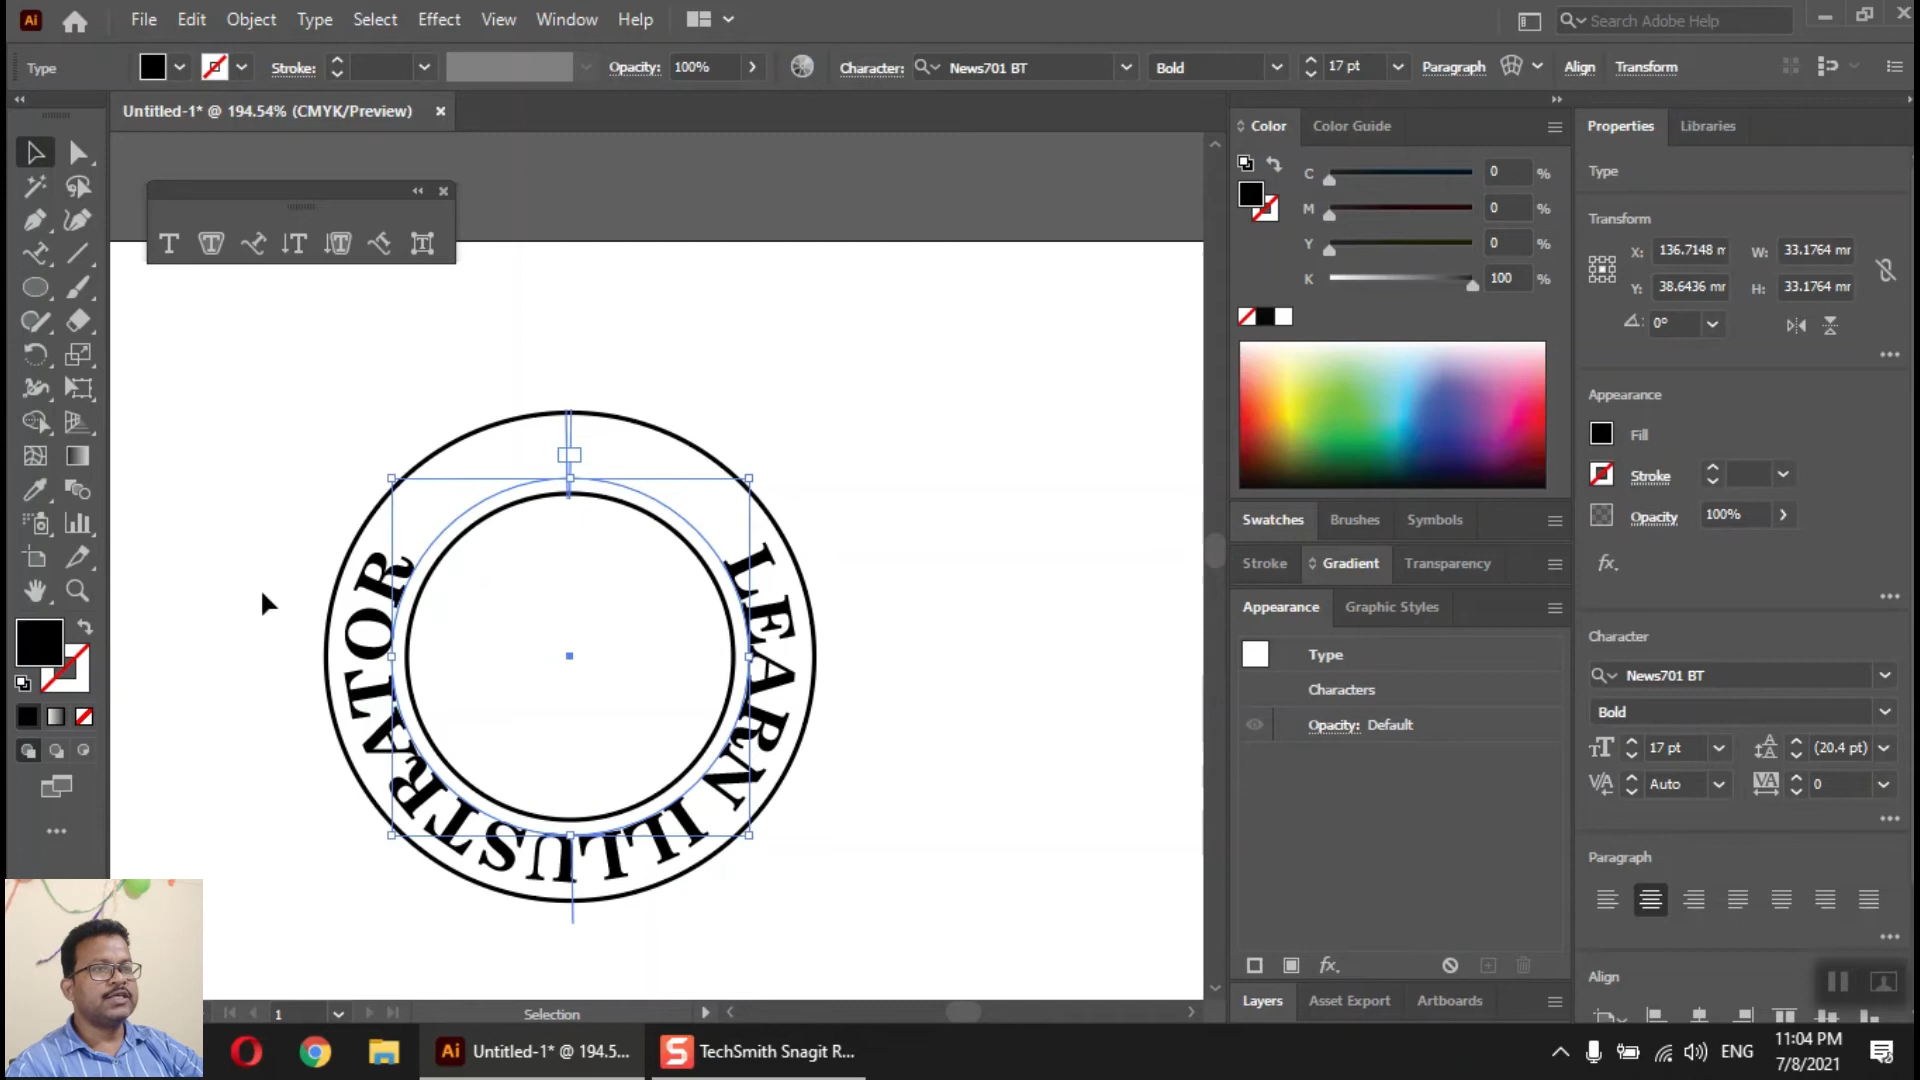 Ai File Edit Object Type Select Effect View Window Help Search Adobe Help
Type Stroke: Opacity: 100% Character: News701 BT Bold 17 pt Paragraph Align Transform
Untitled-1* @ 194.54% (CMYK/Preview)
Color Color Guide
C 0 %
M 0 %
Y 0 %
K 100 %
Swatches Brushes Symbols
Stroke Gradient Transparency
Appearance Graphic Styles
Type
Characters
Opacity: Default
Layers Asset Export Artboards
Properties Libraries
Type
Transform
X: 136.7148 W: 33.1764
Y: 38.6436 H: 33.1764
0°
Appearance
Fill
Stroke
Opacity 100%
fx.
Character
News701 BT
Bold
17 pt (20.4 pt)
Auto 0
Paragraph
Align
LEARN ILLUSTRATOR
1 Selection
Ai Untitled-1* @ 194.5... S TechSmith Snagit R...
ENG
11:04 PM
7/8/2021